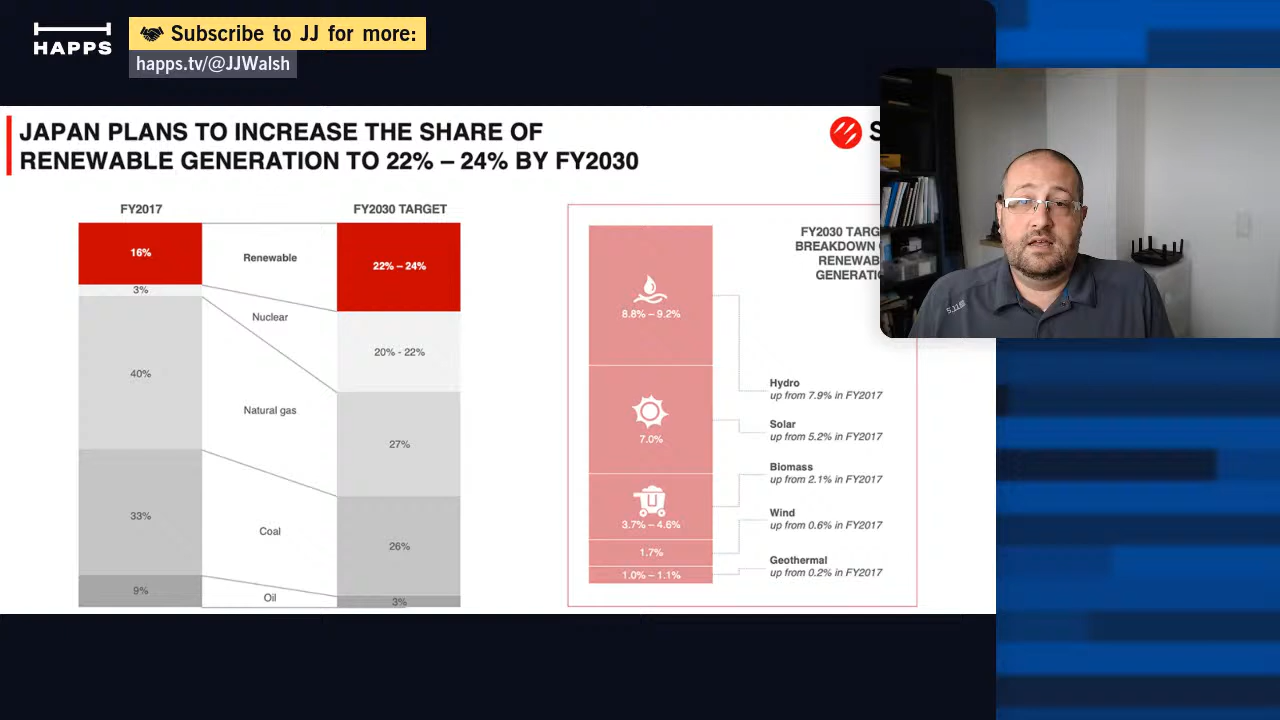 HAPPS
Subscribe to JJ for more:
happs.tv/@JJWalsh
JAPAN PLANS TO INCREASE THE SHARE OF
RENEWABLE GENERATION TO 22% – 24% BY FY2030
S
FY2017
FY2030 TARGET
16%
Renewable
22% – 24%
3%
Nuclear
20% - 22%
40%
Natural gas
27%
33%
Coal
26%
9%
Oil
3%
FY2030
BREAKDOWN
8.8% – 9.2%
Hydro
up from 7.9% in FY2017
Solar
up from 5.2% in FY2017
7.0%
Biomass
up from 2.1% in FY2017
U
3.7% – 4.6%
Wind
up from 0.6% in FY2017
1.7%
Geothermal
up from 0.2% in FY2017
1.0% – 1.1%
5.11